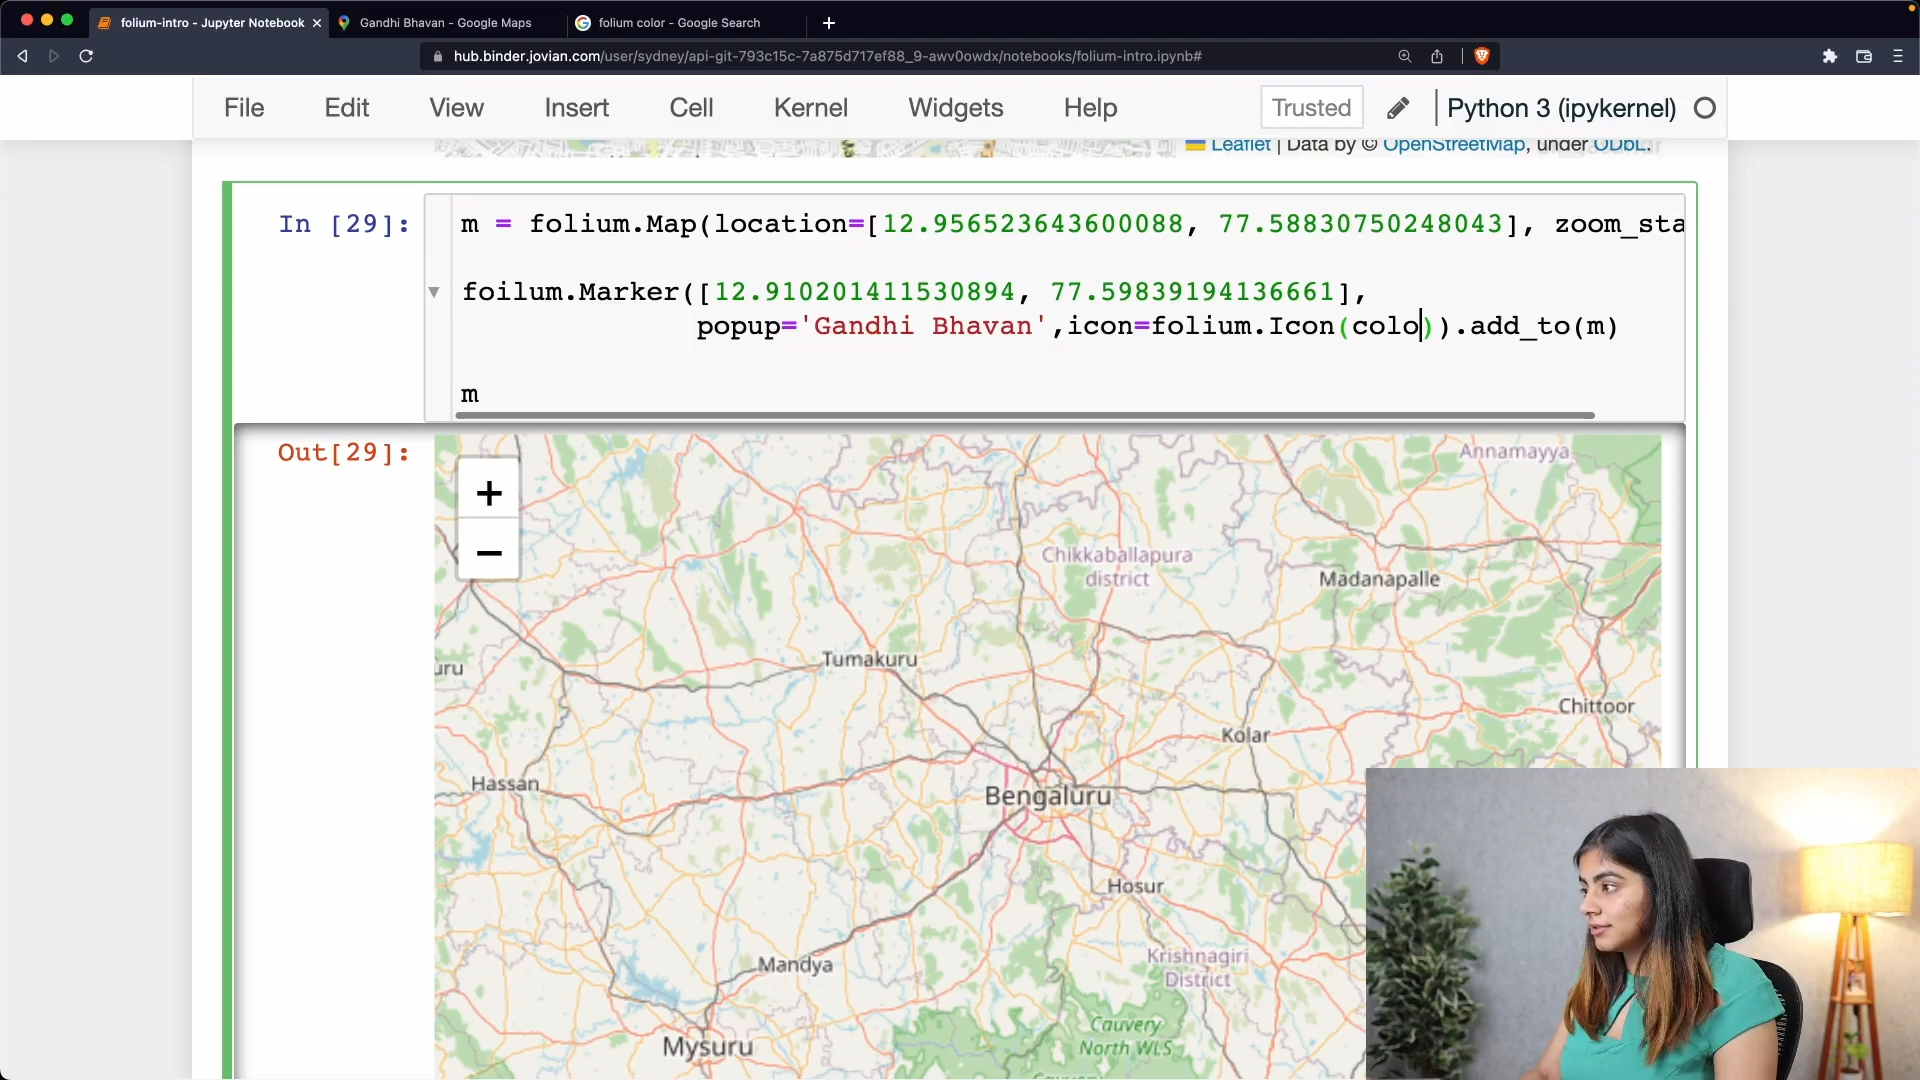 folium-intro - Jupyter Notebook
Gandhi Bhavan - Google Maps
folium color - Google Search
hub.binder.jovian.com/user/sydney/api-git-793c15c-7a875d717ef88_9-awv0owdx/notebooks/folium-intro.ipynb#
File Edit View Insert Cell Kernel Widgets Help Trusted Python 3 (ipykernel)
Leaflet | Data by © OpenStreetMap, under ODbL.
In [29]: m = folium.Map(location=[12.956523643600088, 77.58830750248043], zoom_sta
foilum.Marker([12.910201411530894, 77.59839194136661],
popup='Gandhi Bhavan',icon=folium.Icon(colo)).add_to(m)
m
Out[29]:
+
−
Annamayya
Chikkaballapura
district
Madanapalle
Tumakuru
uru
Chittoor
Kolar
Hassan
Bengaluru
Hosur
Krishnagiri
District
Mandya
Cauvery
North WLS
Mysuru